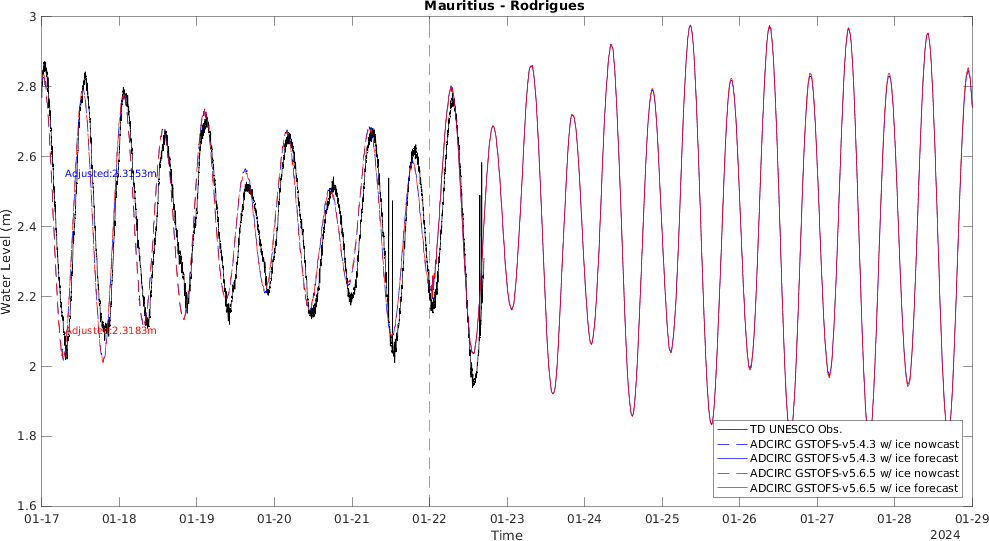 Mauritius - Rodrigues
Water Level (m)
3
2.8
2.6
2.4
2.2
2
1.8
1.6
Adjusted:2.3153m
Adjusted:2.3183m
TD UNESCO Obs.
ADCIRC GSTOFS-v5.4.3 w/ ice nowcast
ADCIRC GSTOFS-v5.4.3 w/ ice forecast
ADCIRC GSTOFS-v5.6.5 w/ ice nowcast
ADCIRC GSTOFS-v5.6.5 w/ ice forecast
01-17 01-18 01-19 01-20 01-21 01-22 01-23 01-24 01-25 01-26 01-27 01-28 01-29
Time
2024